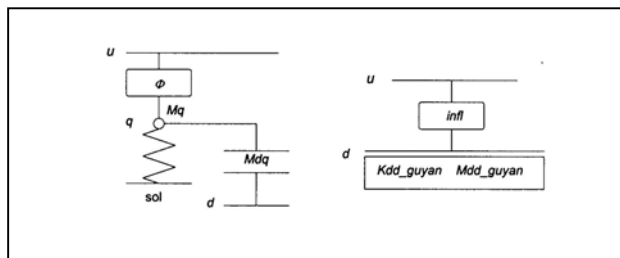 u
Φ
Mq
q
Mdq
sol
d
u
infl
d
Kdd_guyan Mdd_guyan